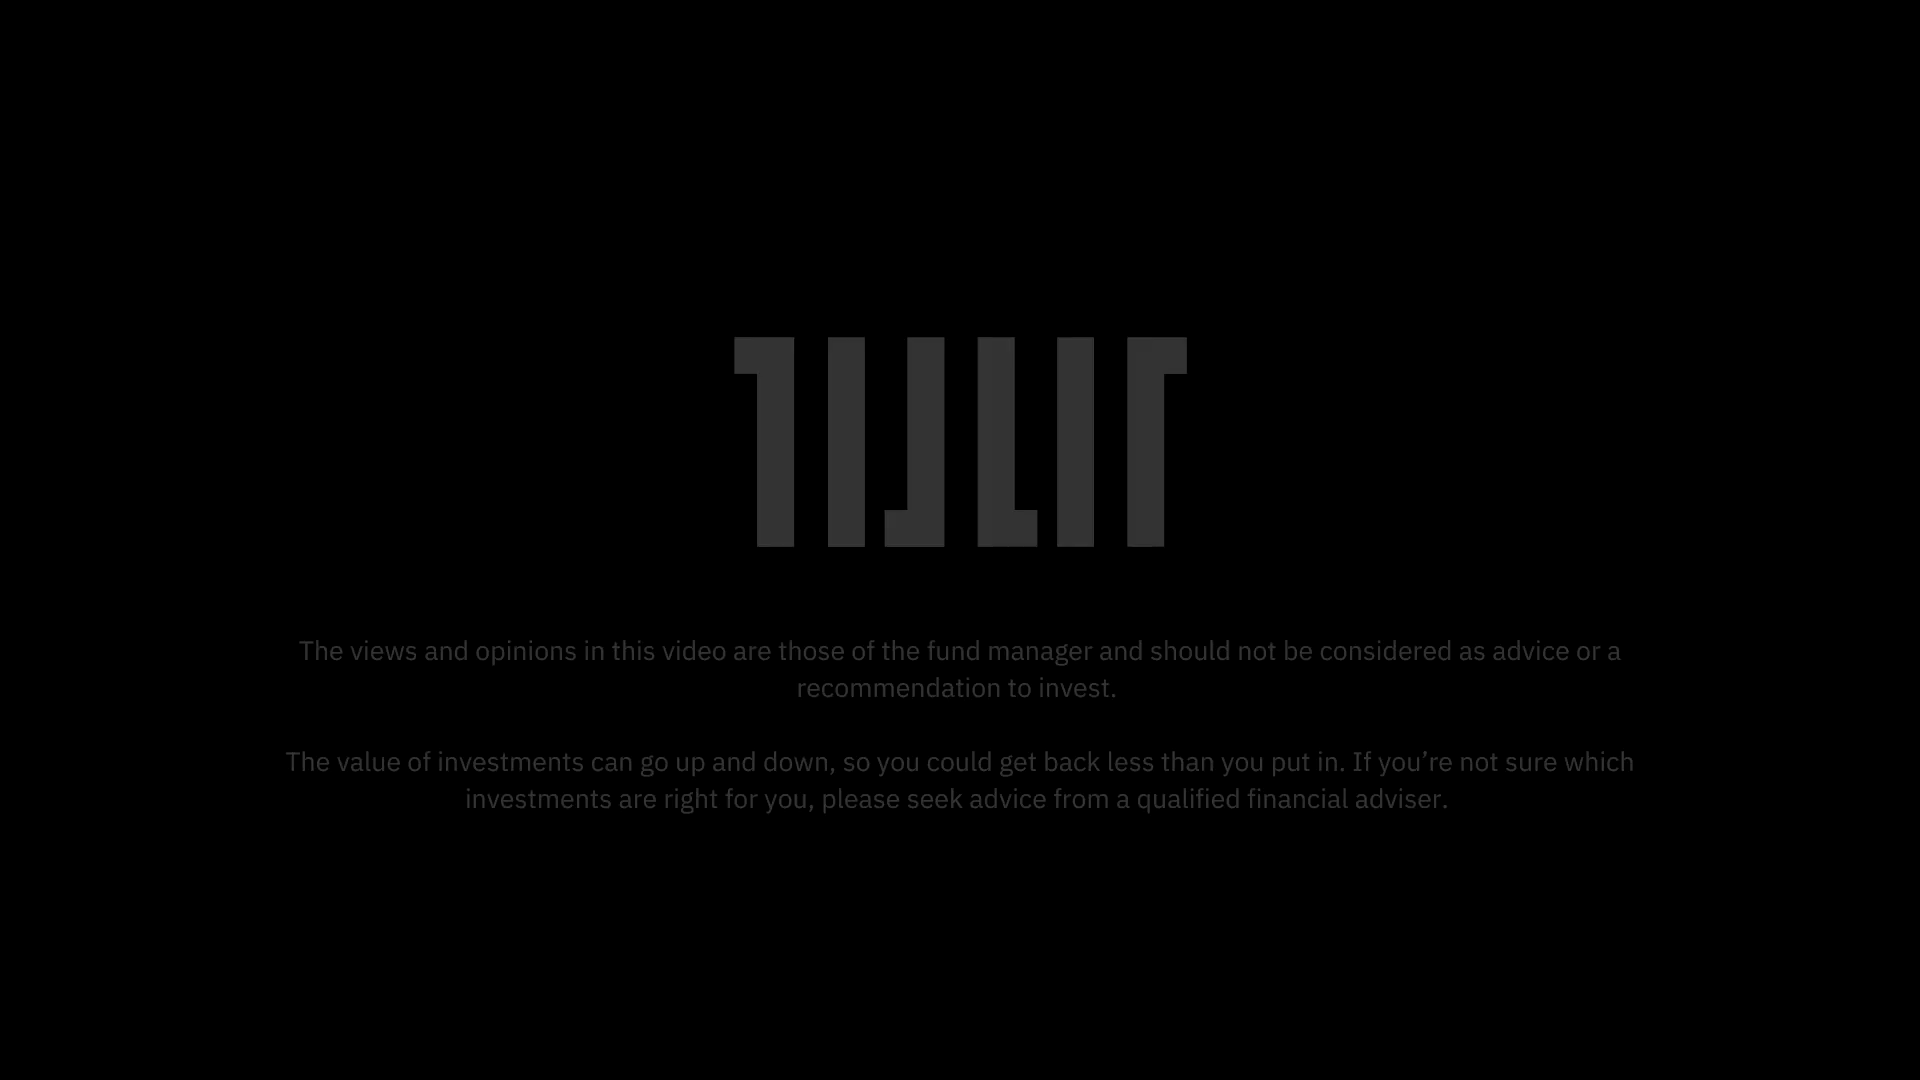 TILLIT
The views and opinions in this video are those of the fund manager and should not be considered as advice or a
recommendation to invest.
The value of investments can go up and down, so you could get back less than you put in. If you’re not sure which
investments are right for you, please seek advice from a qualified financial adviser.